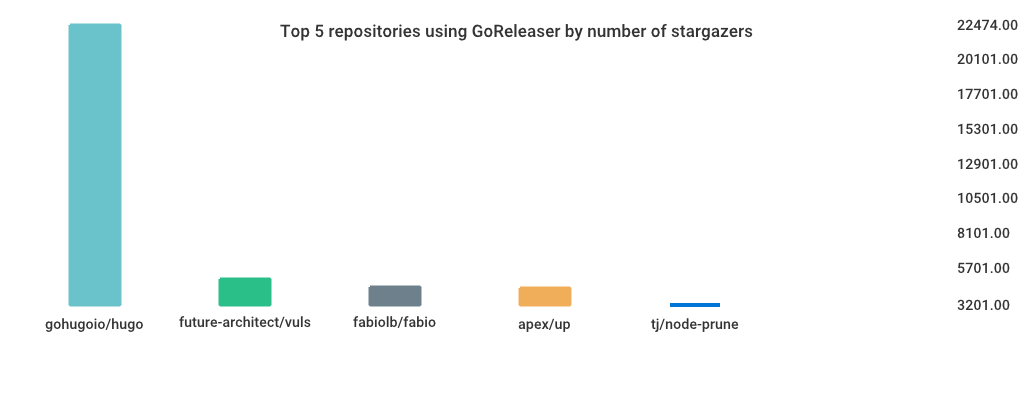 Top 5 repositories using GoReleaser by number of stargazers
22474.00
20101.00
17701.00
15301.00
12901.00
10501.00
8101.00
5701.00
3201.00
gohugoio/hugo
future-architect/vuls
fabiolb/fabio
apex/up
tj/node-prune